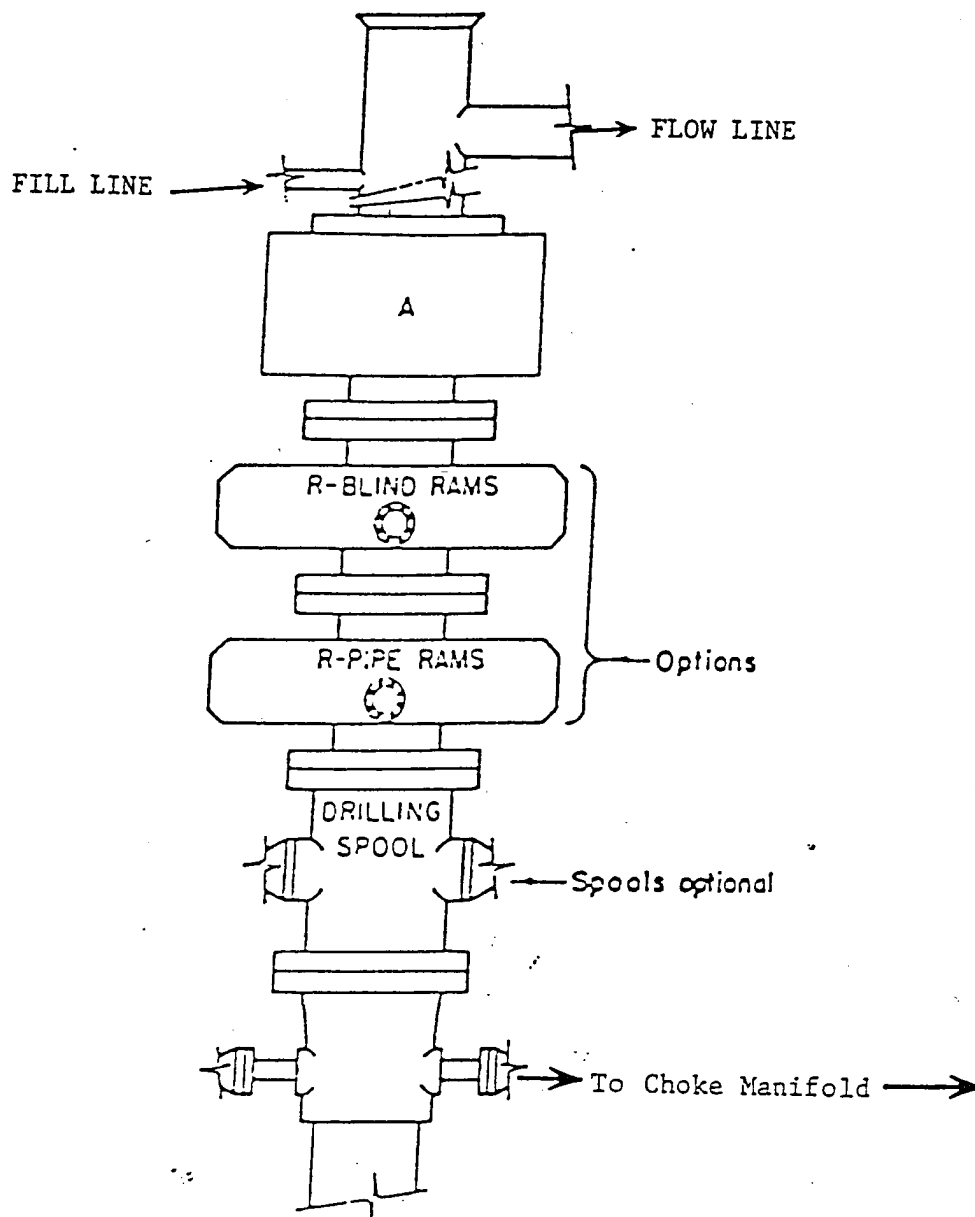 FLOW LINE
FILL LINE
A
R-BLIND RAMS
R-PIPE RAMS
Options
DRILLING
SPOOL
Spools optional
To Choke Manifold